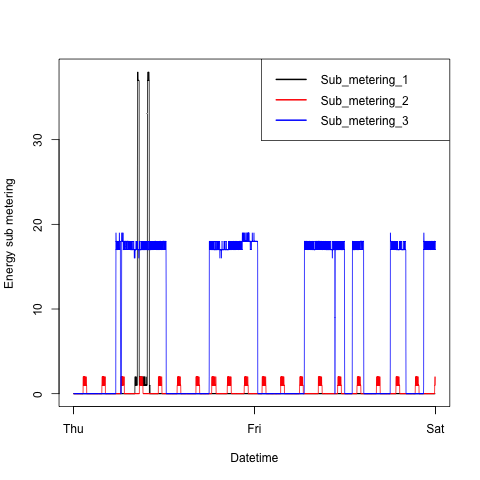 Sub_metering_1
Sub_metering_2
Sub_metering_3
Energy sub metering
30
20
10
0
Thu Fri Sat
Datetime